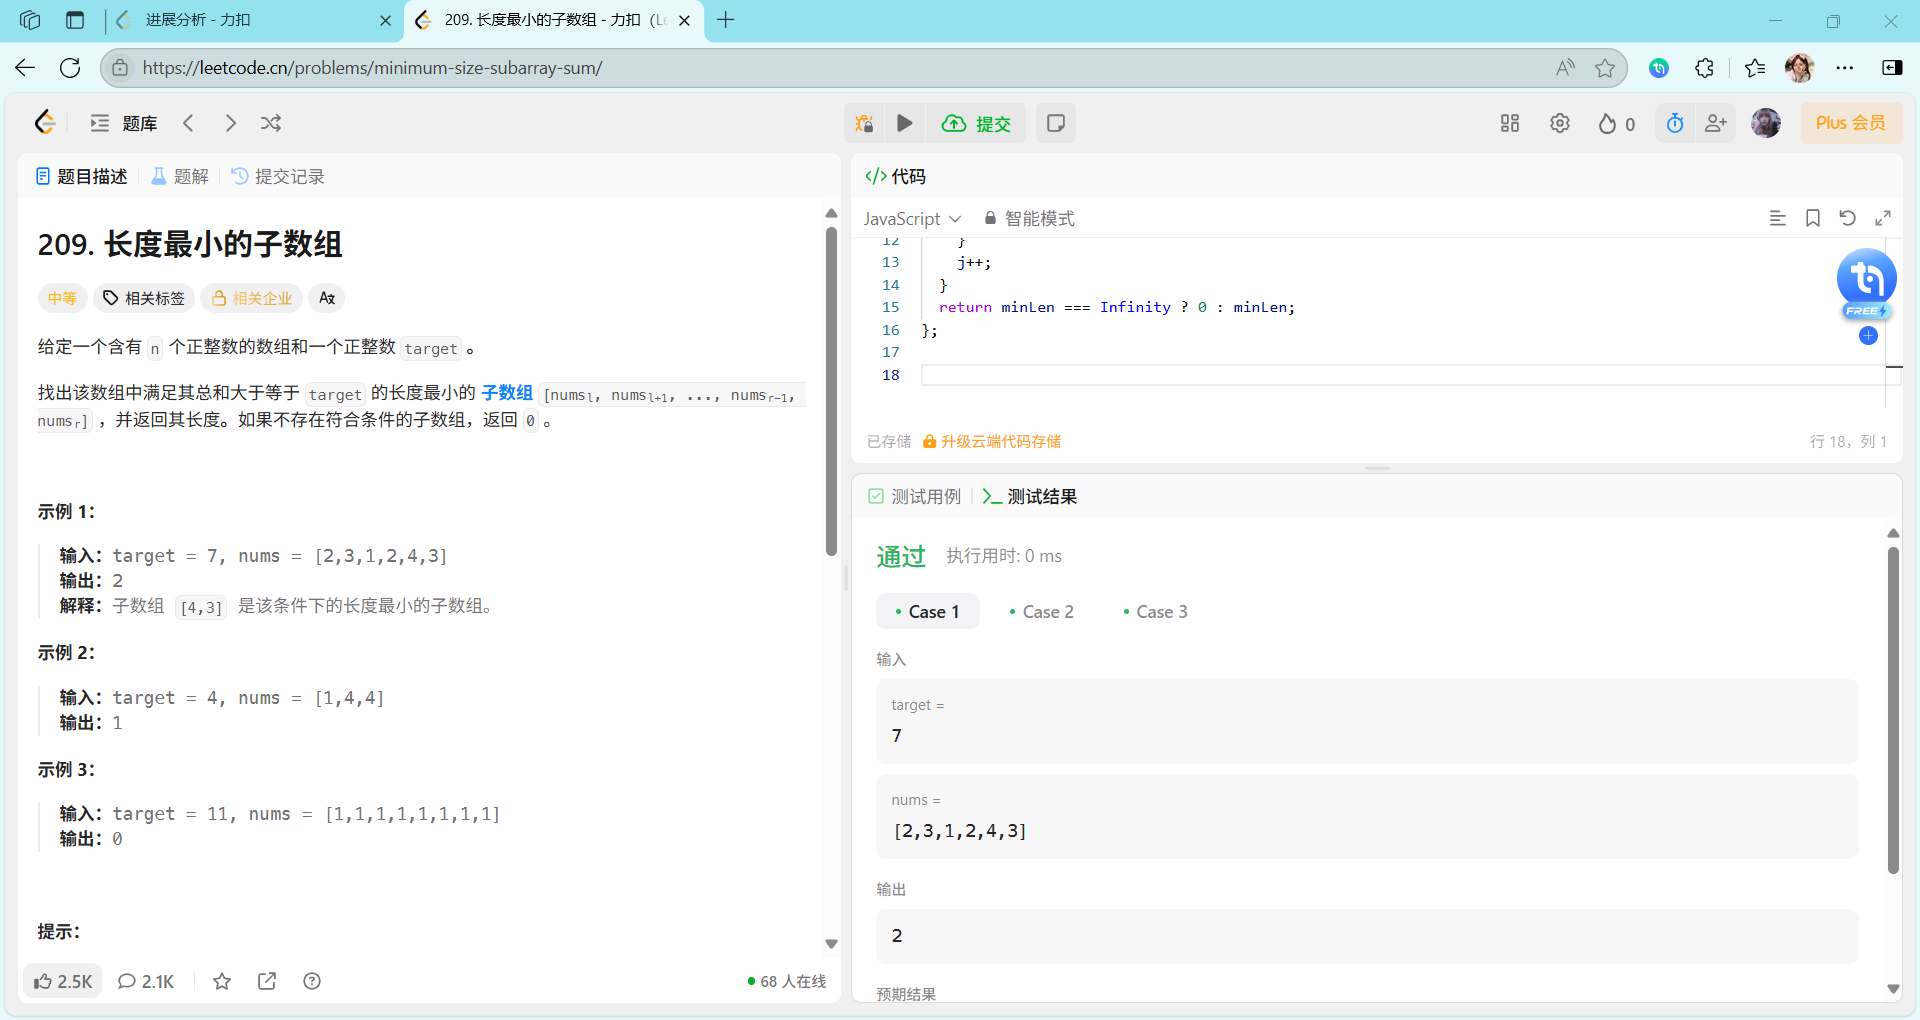 进展分析 - 力扣
209. 长度最小的子数组 - 力扣（Le
https://leetcode.cn/problems/minimum-size-subarray-sum/
题库
提交
0
Plus 会员
题目描述
题解
提交记录
209. 长度最小的子数组
中等
相关标签
相关企业
给定一个含有 n 个正整数的数组和一个正整数 target 。
找出该数组中满足其总和大于等于 target 的长度最小的 子数组 [numsl, numsl+1, ..., numsr-1,
numsr] ，并返回其长度。如果不存在符合条件的子数组，返回 0 。
示例 1：
输入：target = 7, nums = [2,3,1,2,4,3]
输出：2
解释：子数组 [4,3] 是该条件下的长度最小的子数组。
示例 2：
输入：target = 4, nums = [1,4,4]
输出：1
示例 3：
输入：target = 11, nums = [1,1,1,1,1,1,1,1]
输出：0
提示：
2.5K
2.1K
68 人在线
</> 代码
JavaScript
智能模式
12 }
13 j++;
14 }
15 return minLen === Infinity ? 0 : minLen;
16 };
17
18
FREE
已存储
升级云端代码存储
行 18，列 1
测试用例
测试结果
通过
执行用时: 0 ms
Case 1
Case 2
Case 3
输入
target =
7
nums =
[2,3,1,2,4,3]
输出
2
预期结果